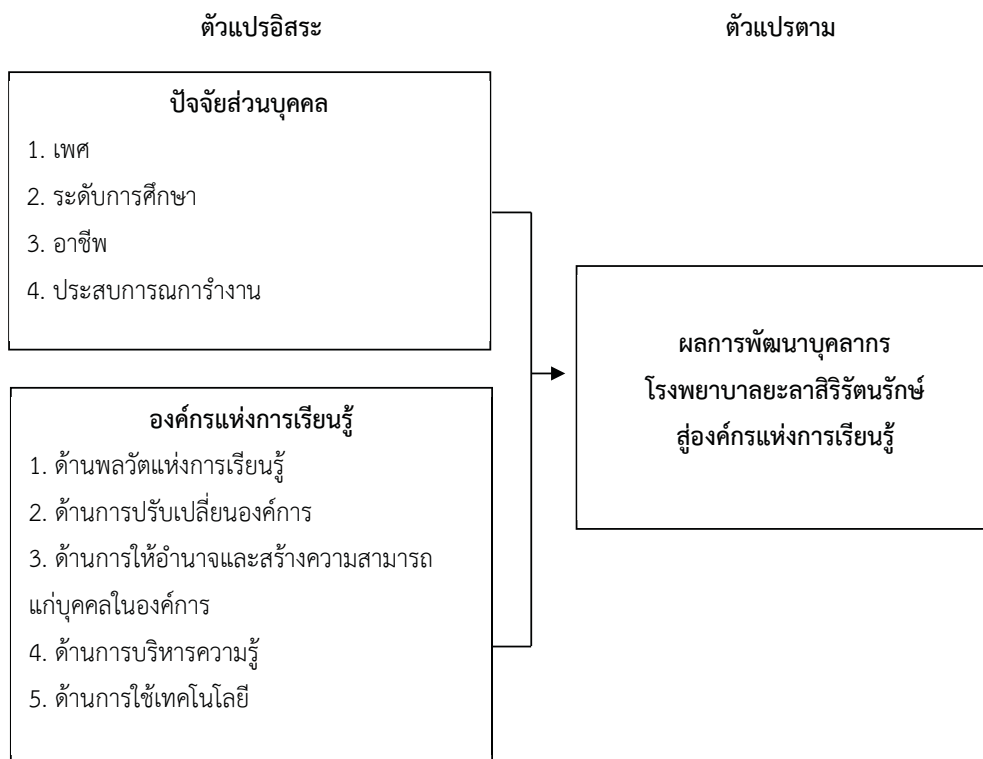 ตัวแปรอิสระ
ตัวแปรตาม
ปัจจัยส่วนบุคคล
1. เพศ
2. ระดับการศึกษา
3. อาชีพ
4. ประสบการณการำงาน
องค์กรแห่งการเรียนรู้
1. ด้านพลวัตแห่งการเรียนรู้
2. ด้านการปรับเปลี่ยนองค์การ
3. ด้านการให้อำนาจและสร้างความสามารถ
แก่บุคคลในองค์การ
4. ด้านการบริหารความรู้
5. ด้านการใช้เทคโนโลยี
ผลการพัฒนาบุคลากร
โรงพยาบาลยะลาสิริรัตนรักษ์
สู่องค์กรแห่งการเรียนรู้